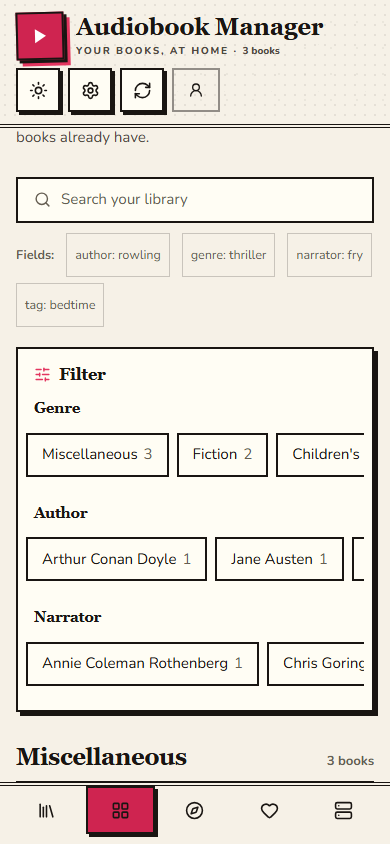 Audiobook Manager
YOUR BOOKS, AT HOME · 3 books
books already have.
Search your library
Fields: author: rowling genre: thriller narrator: fry
tag: bedtime
Filter
Genre
Miscellaneous 3 Fiction 2 Children's
Author
Arthur Conan Doyle 1 Jane Austen 1
Narrator
Annie Coleman Rothenberg 1 Chris Goring
Miscellaneous 3 books